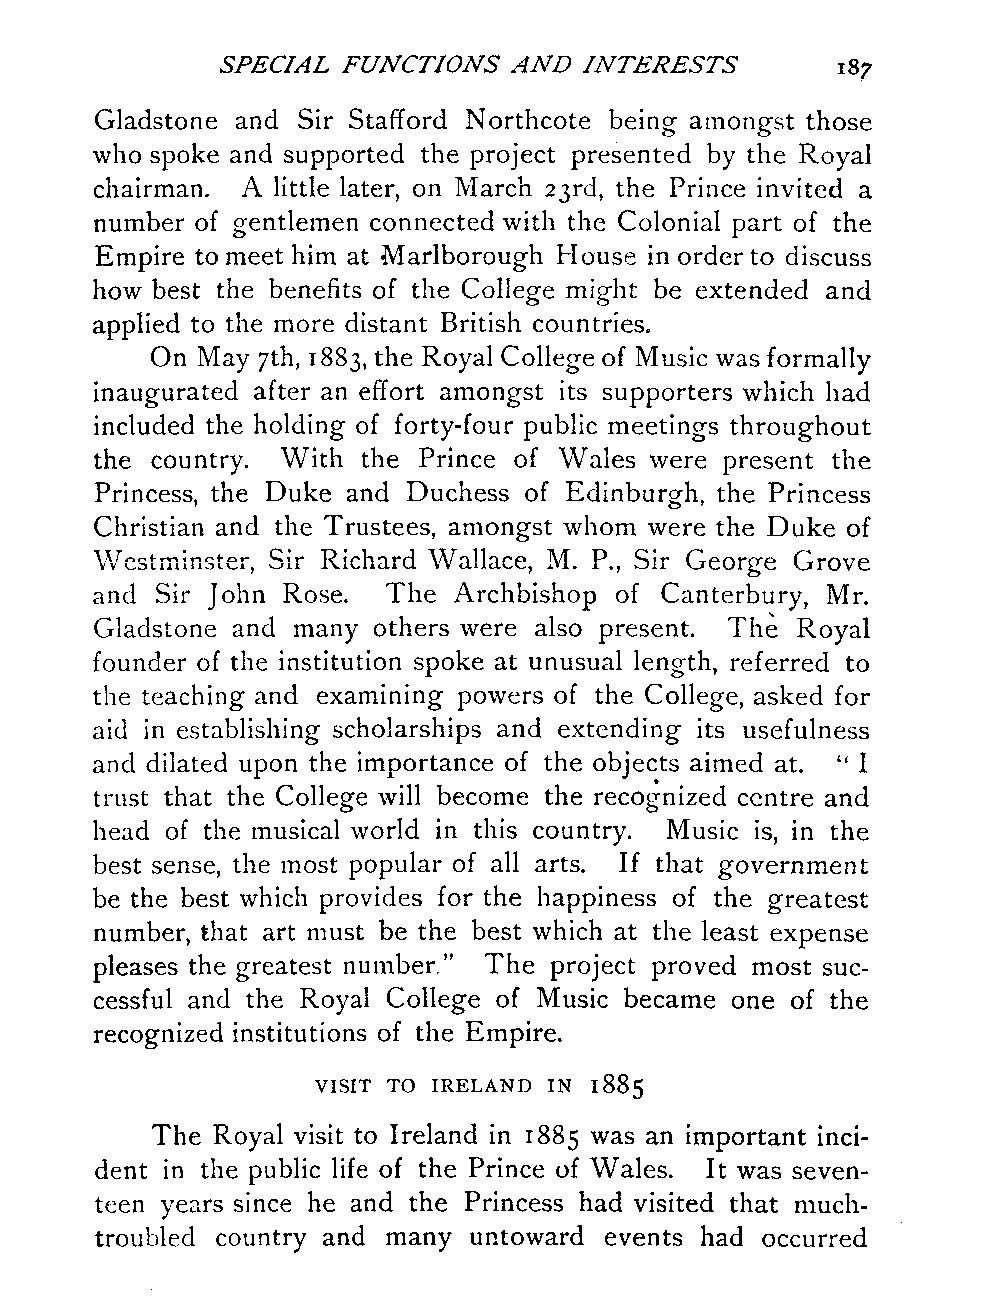 SPECIAL FUNCTIONS AND INTERESTS 187
Gladstone and Sir Stafford Northcote being amongst those
who spoke and supported the project presented by the Royal
chairman. A little later, on March 23rd, the Prince invited a
number of gentlemen connected with the Colonial part of the
Empire to meet him at Marlborough House in order to discuss
how best the benefits of the College might be extended and
applied to the more distant British countries.
On May 7th, 1883, the Royal College of Music was formally
inaugurated after an effort amongst its supporters which had
included the holding of forty-four public meetings throughout
the country. With the Prince of Wales were present the
Princess, the Duke and Duchess of Edinburgh, the Princess
Christian and the Trustees, amongst whom were the Duke of
Westminster, Sir Richard Wallace, M. P., Sir George Grove
and Sir John Rose. The Archbishop of Canterbury, Mr.
Gladstone and many others were also present. The Royal
founder of the institution spoke at unusual length, referred to
the teaching and examining powers of the College, asked for
aid in establishing scholarships and extending its usefulness
and dilated upon the importance of the objects aimed at. "I
trust that the College will become the recognized centre and
head of the musical world in this country. Music is, in the
best sense, the most popular of all arts. If that government
be the best which provides for the happiness of the greatest
number, that art must be the best which at the least expense
pleases the greatest number." The project proved most suc-
cessful and the Royal College of Music became one of the
recognized institutions of the Empire.
VISIT TO IRELAND IN 1885
The Royal visit to Ireland in 1885 was an important inci-
dent in the public life of the Prince of Wales. It was seven-
teen years since he and the Princess had visited that much-
troubled country and many untoward events had occurred